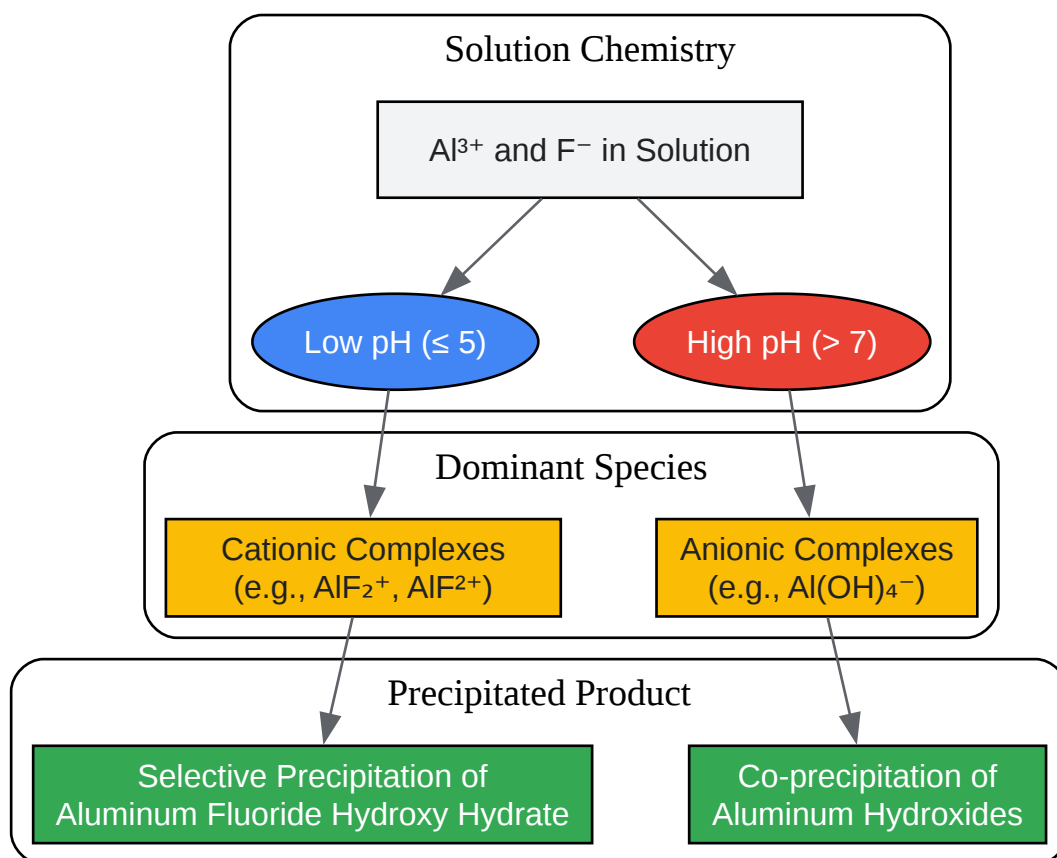 Solution Chemistry
Al³⁺ and F⁻ in Solution
Low pH (≤ 5)
High pH (> 7)
Dominant Species
Cationic Complexes
(e.g., AlF₂⁺, AlF²⁺)
Anionic Complexes
(e.g., Al(OH)₄⁻)
Precipitated Product
Selective Precipitation of
Aluminum Fluoride Hydroxy Hydrate
Co-precipitation of
Aluminum Hydroxides